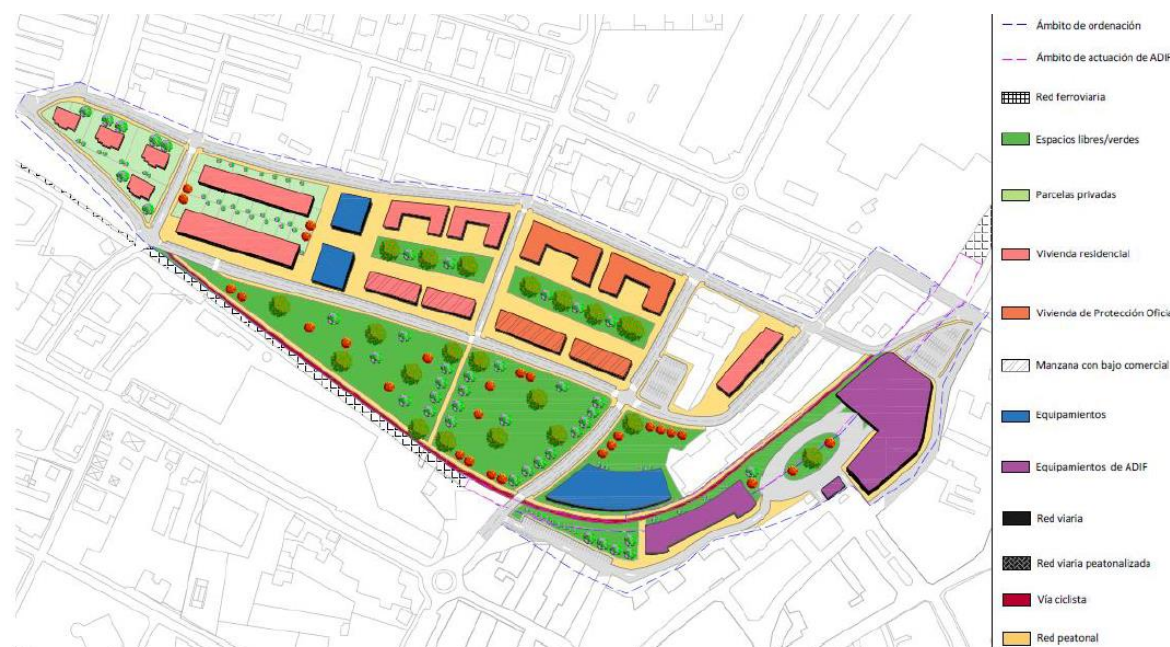 Ámbito de ordenación
Ámbito de actuación de ADIF
Red ferroviaria
Espacios libres/verdes
Parcelas privadas
Vivienda residencial
Vivienda de Protección Oficia
Manzana con bajo comercial
Equipamientos
Equipamientos de ADIF
Red viaria
Red viaria peatonalizada
Vía ciclista
Red peatonal